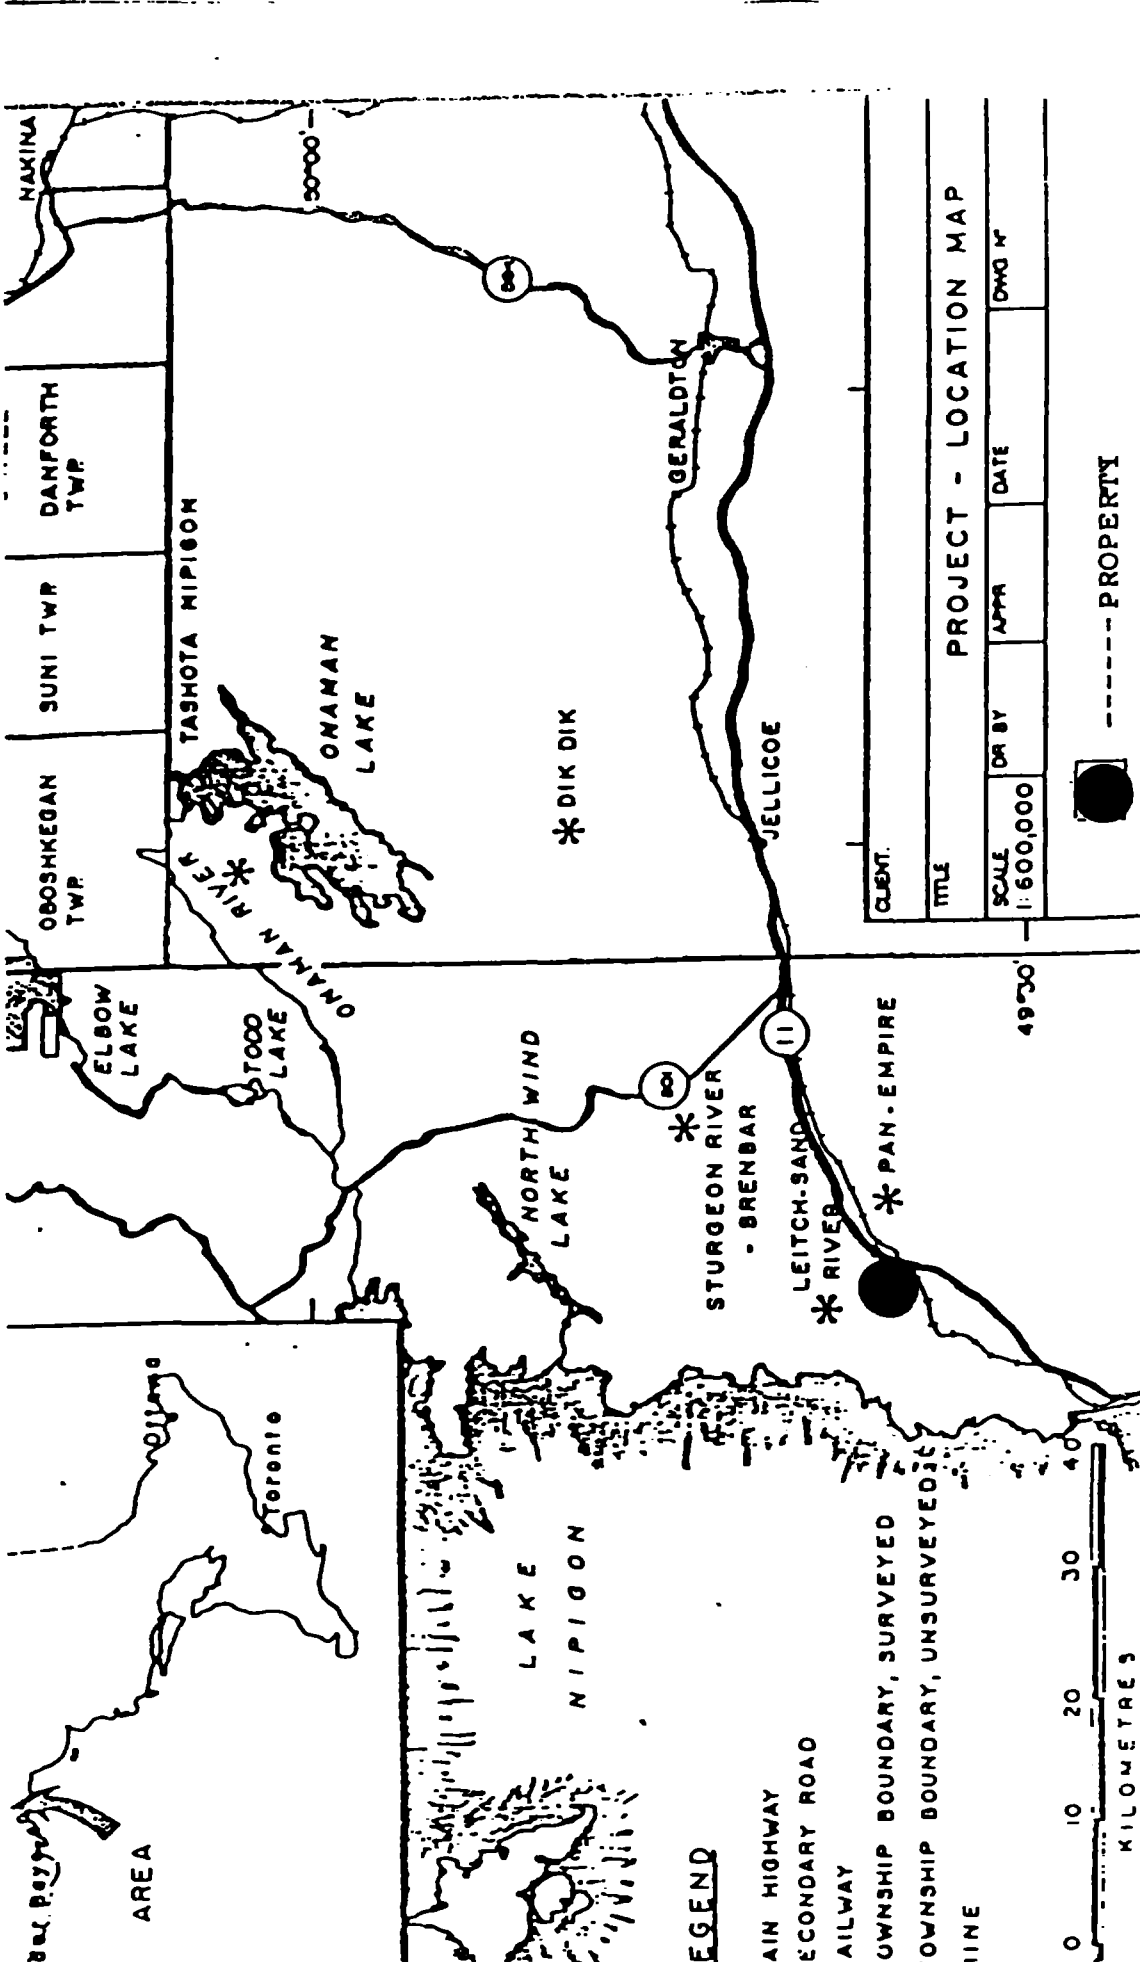 NAKINA
DANFORTH
TWP.
SUNI TWP.
OBOSHKEGAN
TWP.
TASHOTA NIPIGON
50°00'
ONAMAN
LAKE
ONAMAN RIVER
ELBOW
LAKE
TODD
LAKE
DIK DIK
GERALDTON
JELLICOE
NORTH WIND
LAKE
801
11
STURGEON RIVER
- BRENBAR
LEITCH-SAND
RIVER
PAN-EMPIRE
49°30'
Ottawa
Toronto
AREA
LAKE
NIPIGON
EGEND
AIN HIGHWAY
ECONDARY ROAD
AILWAY
OWNSHIP BOUNDARY, SURVEYED
OWNSHIP BOUNDARY, UNSURVEYED
MINE
0 10 20 30 40
KILOMETRES
CLIENT.
TITLE
PROJECT - LOCATION MAP
SCALE
1:600,000
DR BY
APPR
DATE
DWG Nº
------PROPERTY